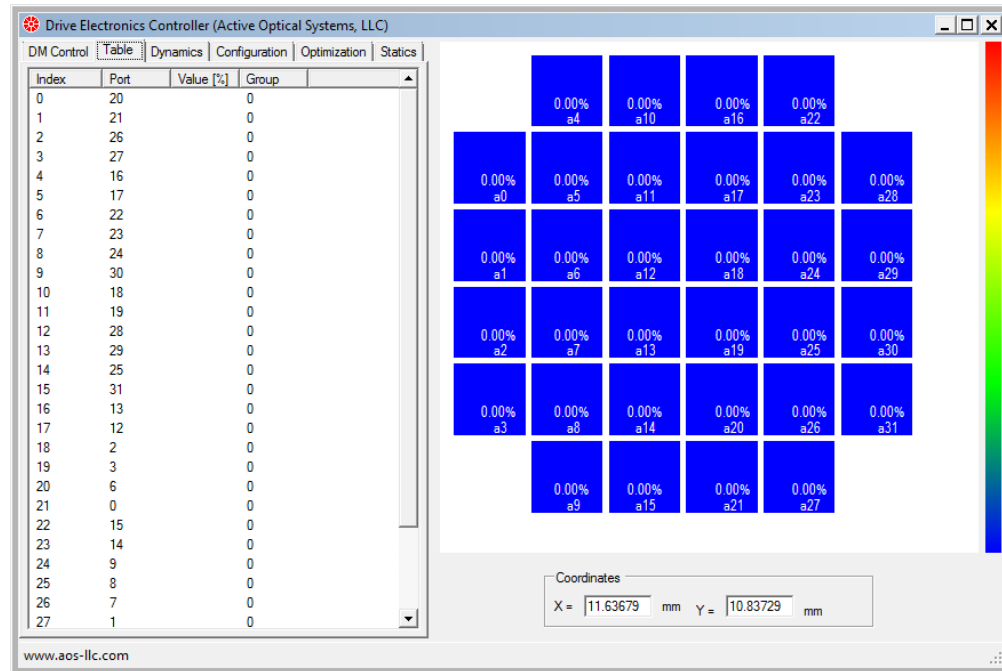 Drive Electronics Controller (Active Optical Systems, LLC)
DM Control Table Dynamics Configuration Optimization Statics
Index Port Value [%] Group
0 20 0
1 21 0
2 26 0
3 27 0
4 16 0
5 17 0
6 22 0
7 23 0
8 24 0
9 30 0
10 18 0
11 19 0
12 28 0
13 29 0
14 25 0
15 31 0
16 13 0
17 12 0
18 2 0
19 3 0
20 6 0
21 0 0
22 15 0
23 14 0
24 9 0
25 8 0
26 7 0
27 1 0
0.00% 0.00% 0.00% 0.00%
a4 a10 a16 a22
0.00% 0.00% 0.00% 0.00% 0.00% 0.00%
a0 a5 a11 a17 a23 a28
0.00% 0.00% 0.00% 0.00% 0.00% 0.00%
a1 a6 a12 a18 a24 a29
0.00% 0.00% 0.00% 0.00% 0.00% 0.00%
a2 a7 a13 a19 a25 a30
0.00% 0.00% 0.00% 0.00% 0.00% 0.00%
a3 a8 a14 a20 a26 a31
0.00% 0.00% 0.00% 0.00%
a9 a15 a21 a27
Coordinates
X = 11.63679 mm Y = 10.83729 mm
www.aos-llc.com